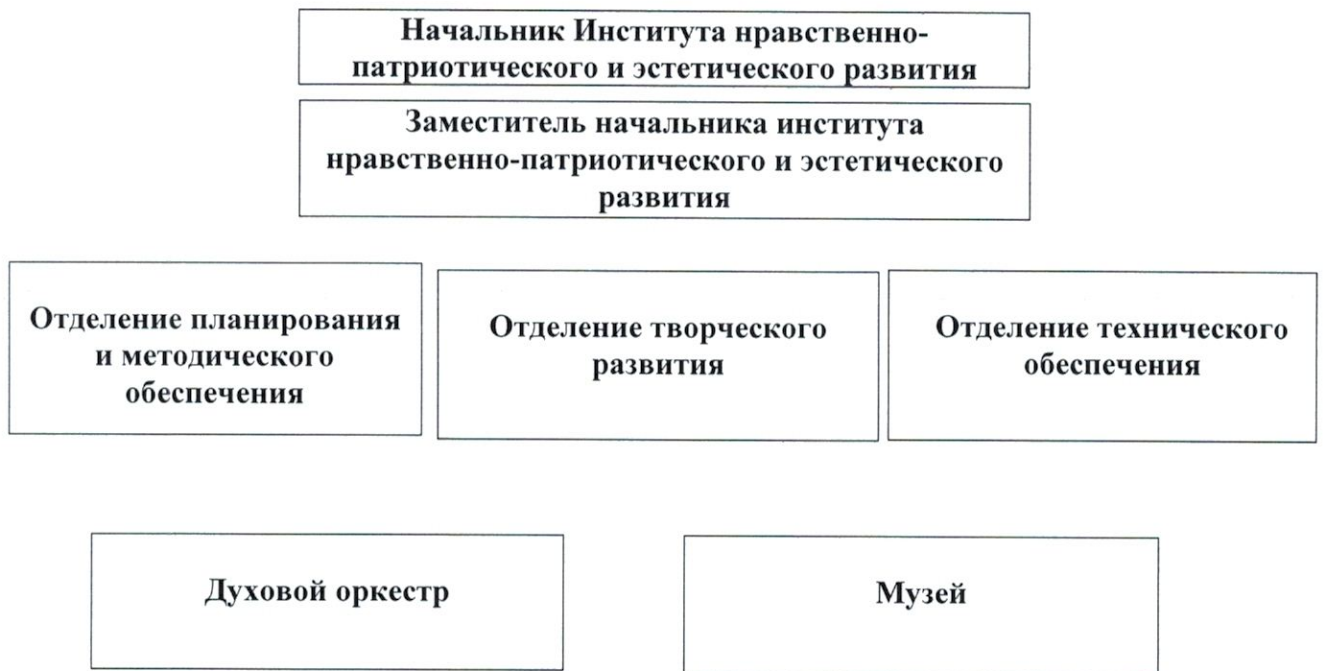 Начальник Института нравственно-
патриотического и эстетического развития
Заместитель начальника института
нравственно-патриотического и эстетического
развития
Отделение планирования
и методического
обеспечения
Отделение творческого
развития
Отделение технического
обеспечения
Духовой оркестр
Музей